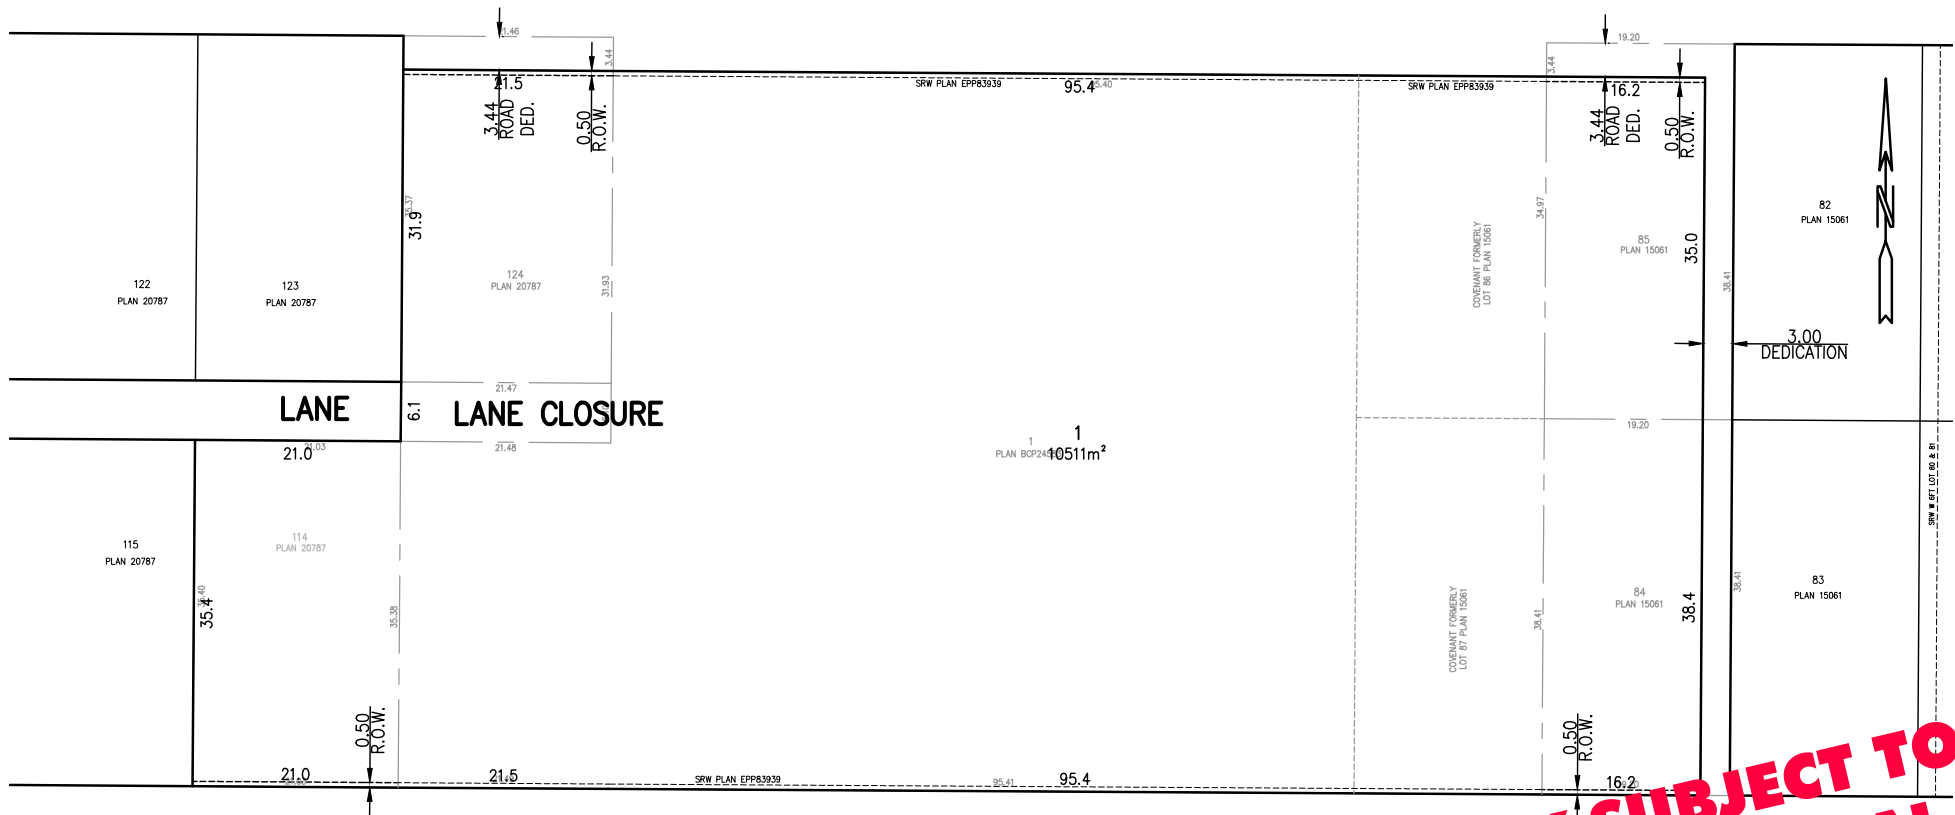 21.46
3.44
21.5
3.44
ROAD
DED.
0.50
R.O.W.
SRW PLAN EPP83939
95.4
95.40
SRW PLAN EPP83939
19.20
3.44
16.2
3.44
ROAD
DED.
0.50
R.O.W.
35.37
31.9
122
PLAN 20787
123
PLAN 20787
124
PLAN 20787
31.93
COVENANT FORMERLY
LOT 86 PLAN 15061
34.97
85
PLAN 15061
35.0
38.41
82
PLAN 15061
N
3.00
DEDICATION
LANE
6.1
LANE CLOSURE
21.47
21.48
21.03
21.0
1
PLAN BCP
1
10511m²
19.20
SRW W 6FT LOT 80 & 81
115
PLAN 20787
114
PLAN 20787
35.40
35.4
35.38
COVENANT FORMERLY
LOT 87 PLAN 15061
38.41
84
PLAN 15061
38.4
38.41
83
PLAN 15061
0.50
R.O.W.
21.0
21.5
SRW PLAN EPP83939
95.41
95.4
0.50
R.O.W.
16.2
SUBJECT TO